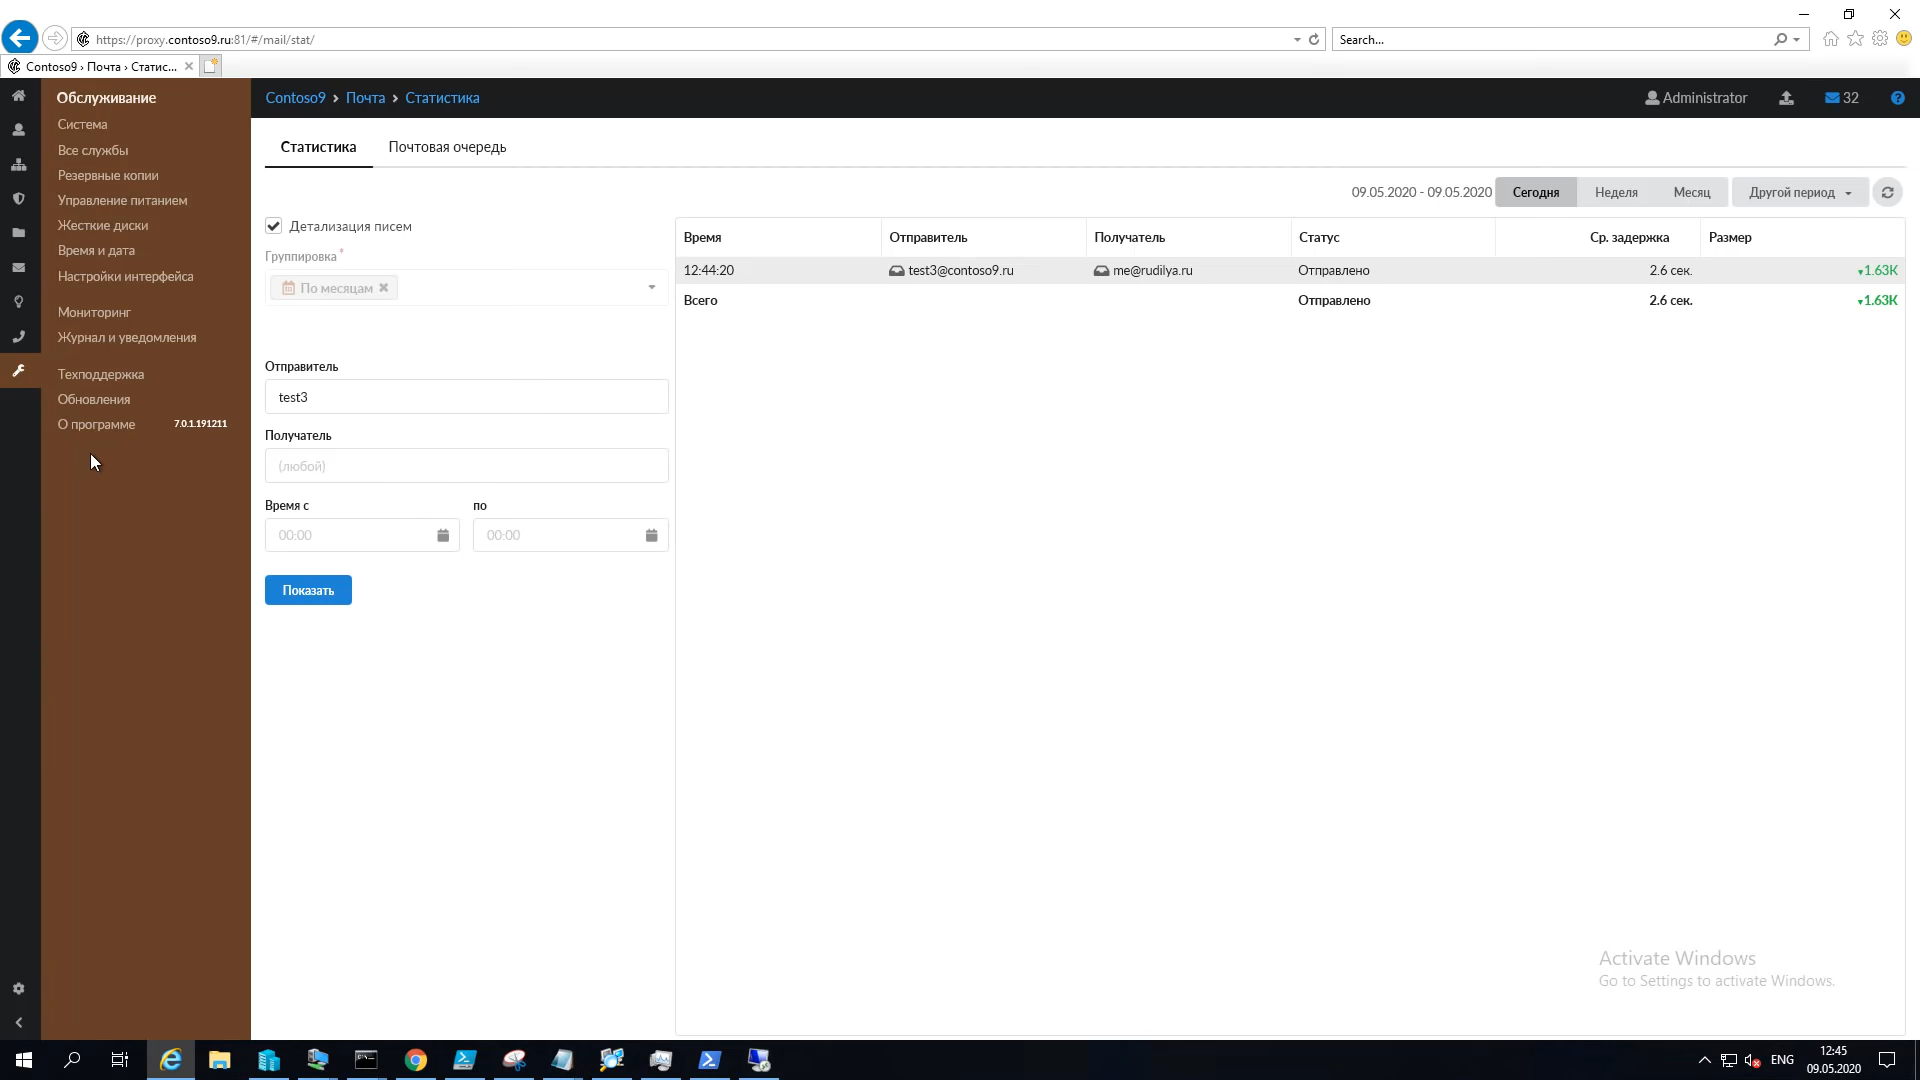 https://proxy.contoso9.ru:81/#/mail/stat/
Search...
Contoso9 › Почта › Статис...
Обслуживание
Система
Все службы
Резервные копии
Управление питанием
Жесткие диски
Время и дата
Настройки интерфейса
Мониторинг
Журнал и уведомления
Техподдержка
Обновления
О программе 7.0.1.191211
Contoso9 › Почта › Статистика
Administrator
32
Статистика Почтовая очередь
09.05.2020 - 09.05.2020 Сегодня Неделя Месяц Другой период
Детализация писем
Группировка *
По месяцам
Отправитель
test3
Получатель
(любой)
Время с по
00:00 00:00
Показать
Время Отправитель Получатель Статус Ср. задержка Размер
12:44:20 test3@contoso9.ru me@rudilya.ru Отправлено 2.6 сек. ▾1.63K
Всего Отправлено 2.6 сек. ▾1.63K
Activate Windows
Go to Settings to activate Windows.
ENG
12:45
09.05.2020